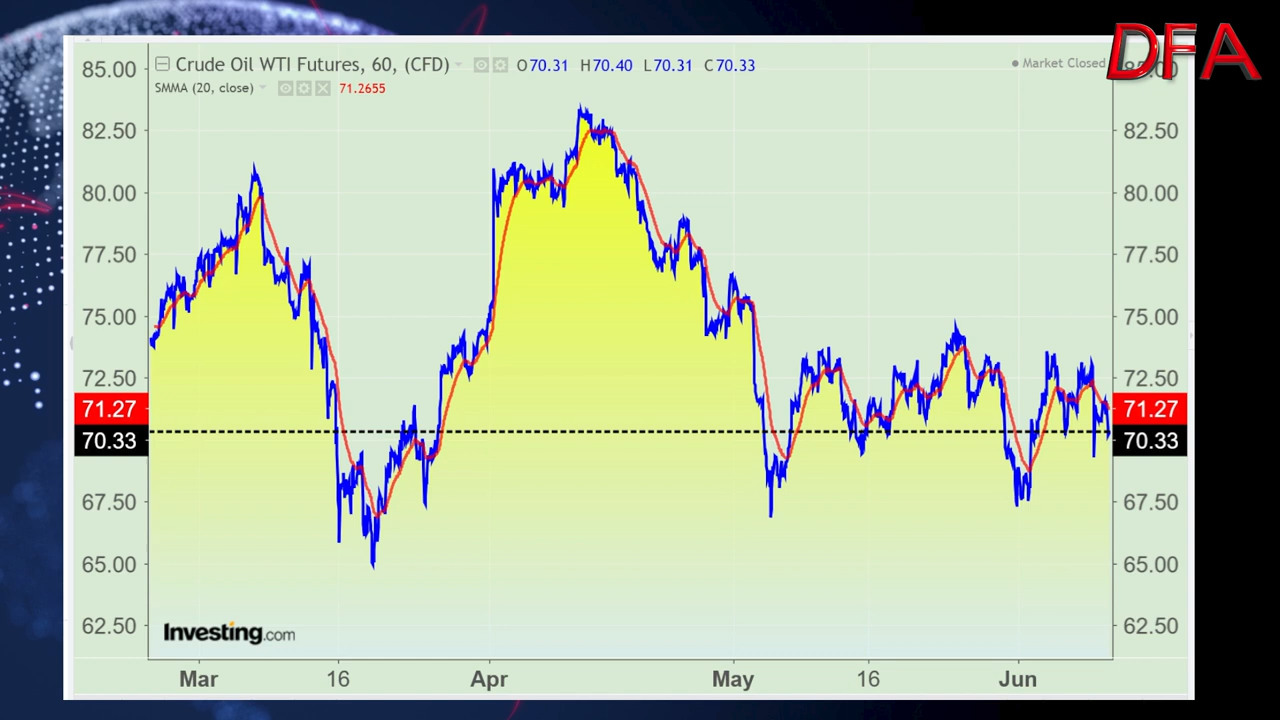 DFA
Crude Oil WTI Futures, 60, (CFD) O70.31 H70.40 L70.31 C70.33
Market Closed
SMMA (20, close) 71.2655
85.00 85.00
82.50 82.50
80.00 80.00
77.50 77.50
75.00 75.00
72.50 72.50
71.27 71.27
70.33 70.33
67.50 67.50
65.00 65.00
62.50 62.50
Investing.com
Mar 16 Apr May 16 Jun